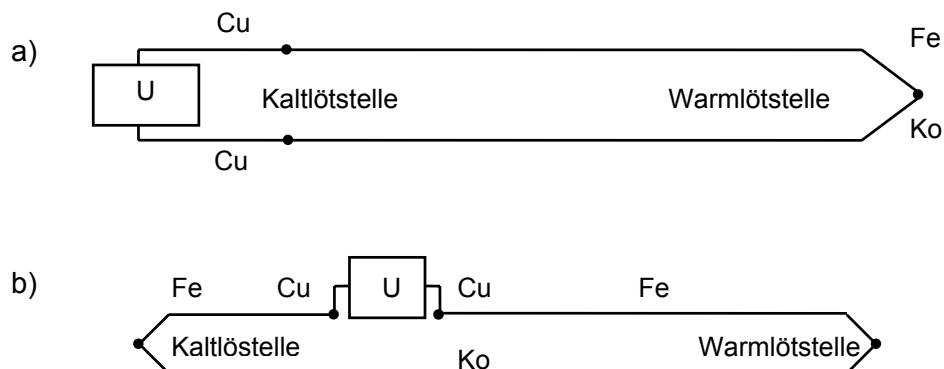 a)
Cu
Fe
U
Kaltlötstelle
Warmlötstelle
Ko
Cu
b)
Fe
Cu
U
Cu
Fe
Kaltlöstelle
Warmlötstelle
Ko